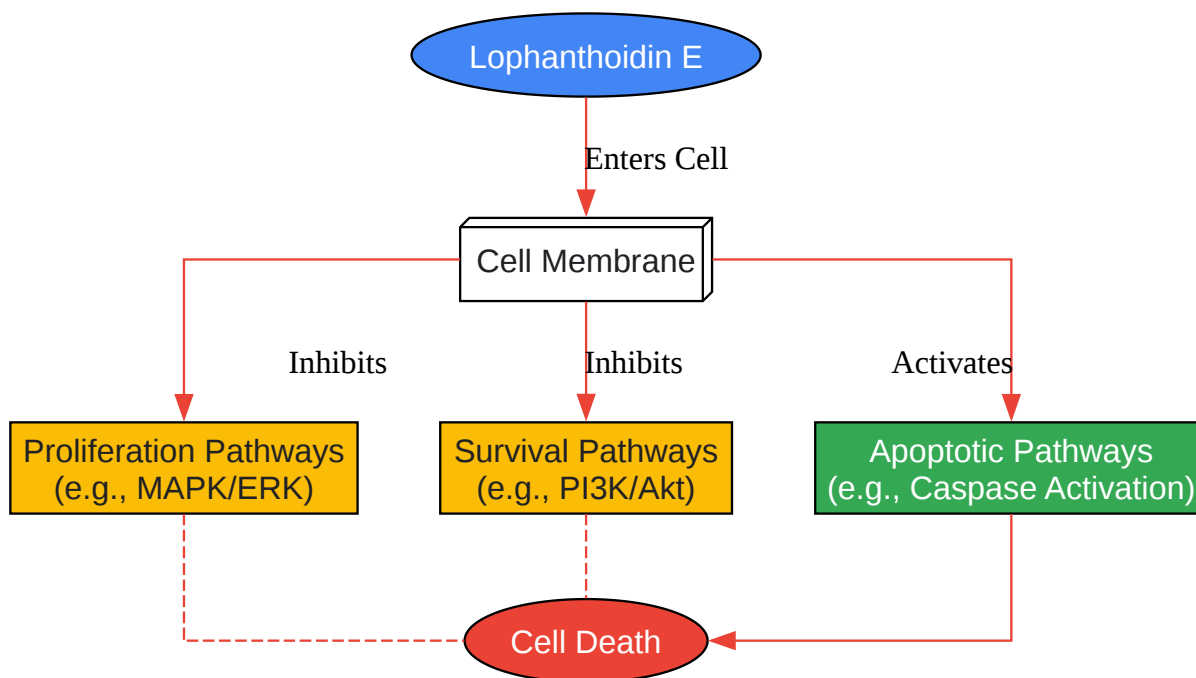 Lophanthoidin E
Enters Cell
Cell Membrane
Inhibits
Inhibits
Activates
Proliferation Pathways
(e.g., MAPK/ERK)
Survival Pathways
(e.g., PI3K/Akt)
Apoptotic Pathways
(e.g., Caspase Activation)
Cell Death